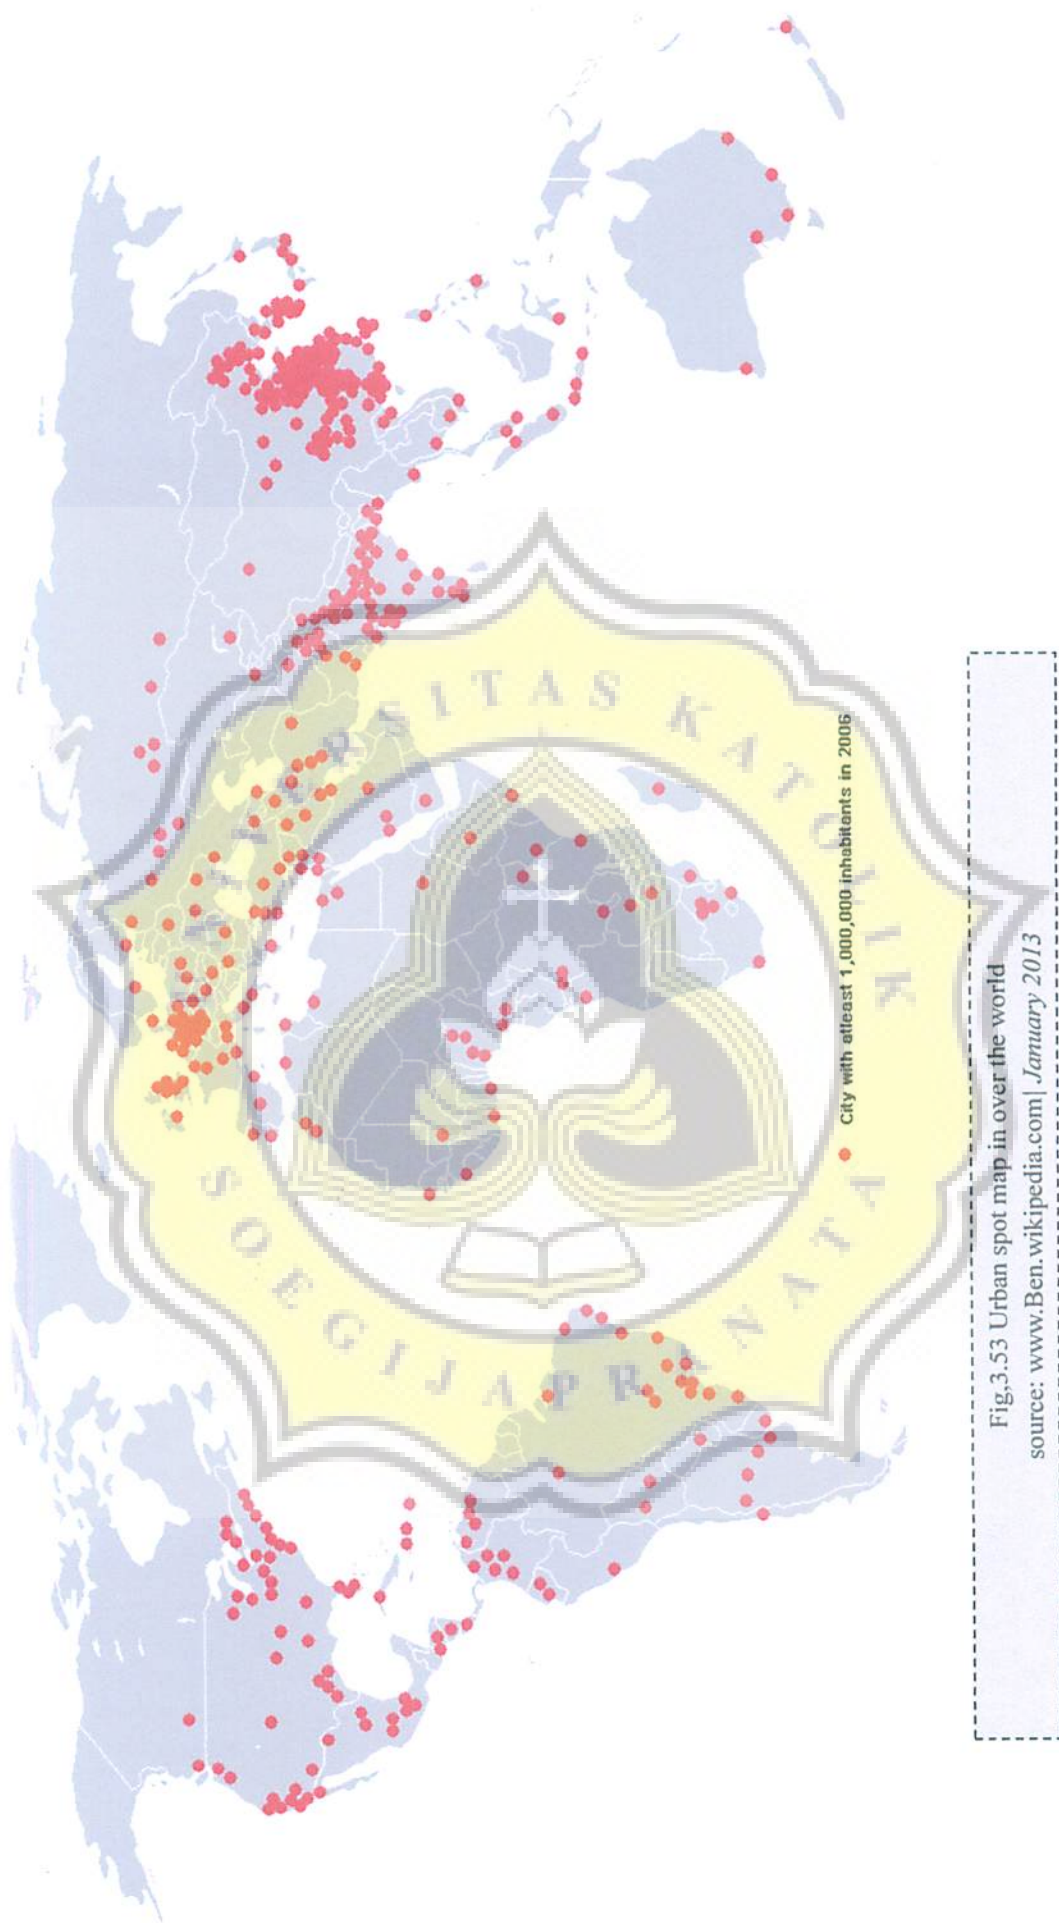 City with atleast 1,000,000 inhabitants in 2006
UNIVERSITAS KATOLIK
SOEGIJAPRANATA
Fig,3.53 Urban spot map in over the world
source: www.Ben.wikipedia.com| January 2013